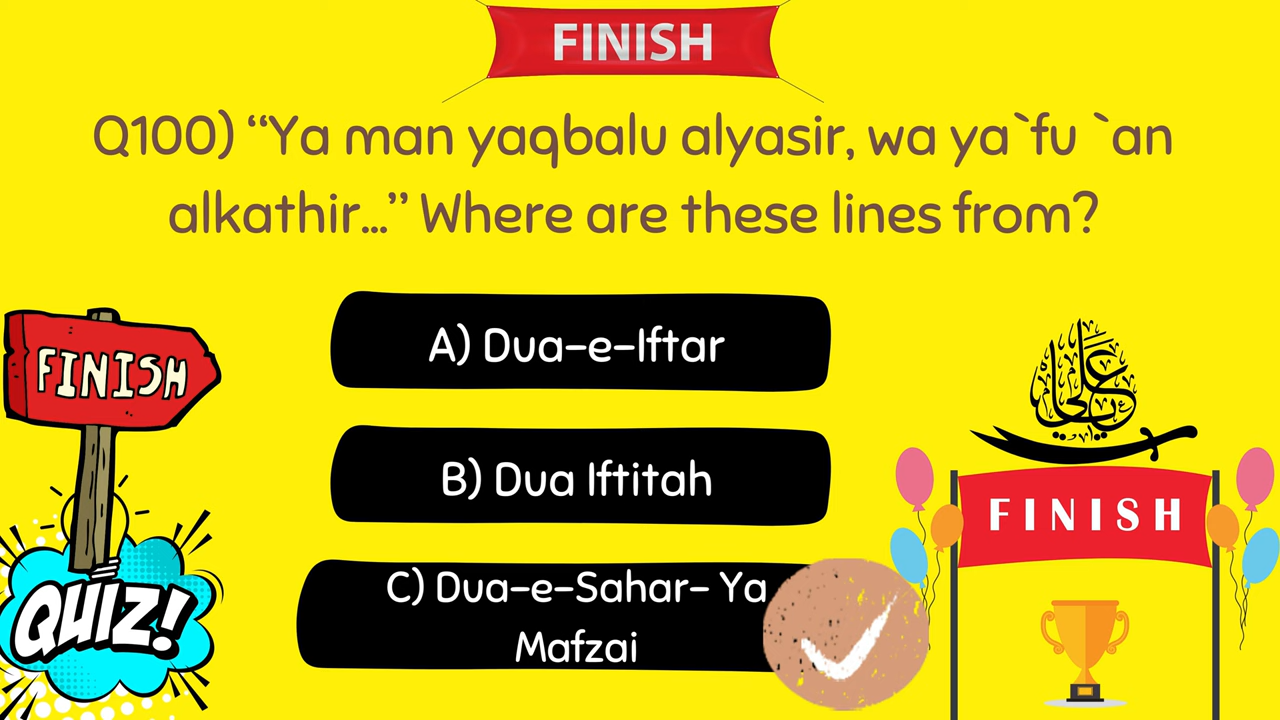 FINISH
Q100) “Ya man yaqbalu alyasir, wa ya`fu `an
alkathir...” Where are these lines from?
A) Dua-e-Iftar
FINISH
B) Dua Iftitah
FINISH
C) Dua-e-Sahar- Ya
Mafzai
QUIZ!